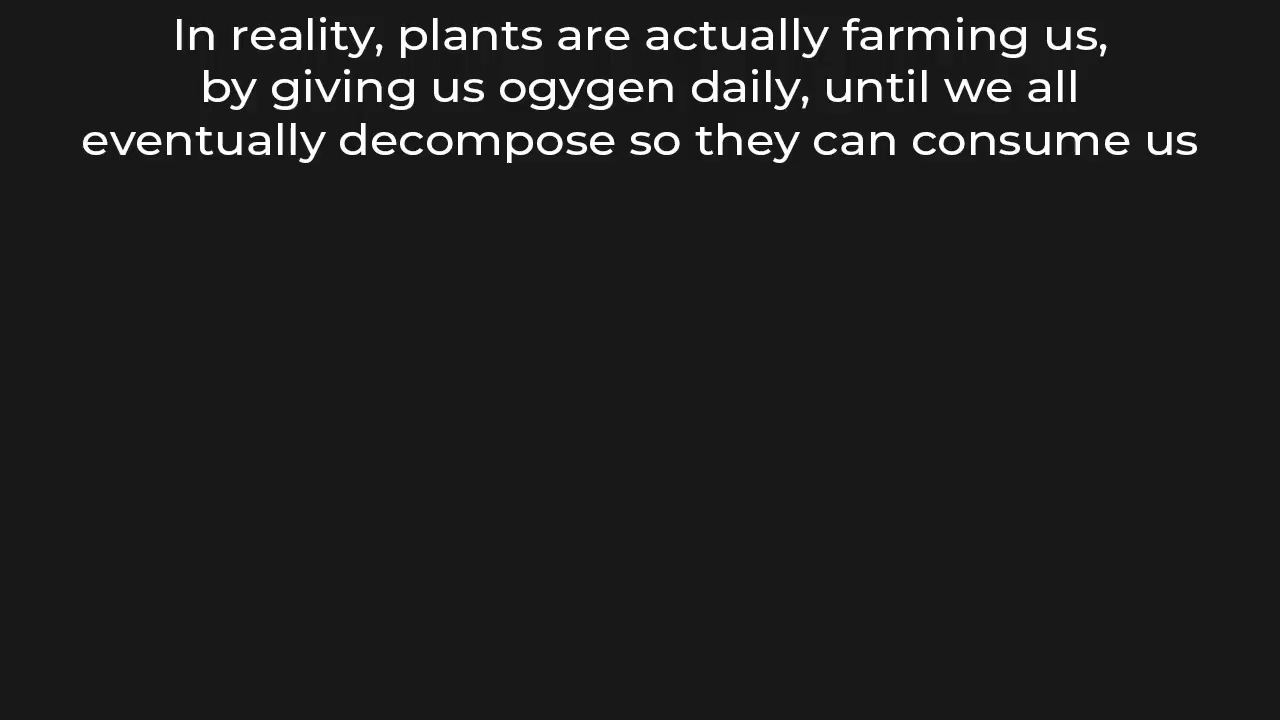 In reality, plants are actually farming us,
by giving us ogygen daily, until we all
eventually decompose so they can consume us